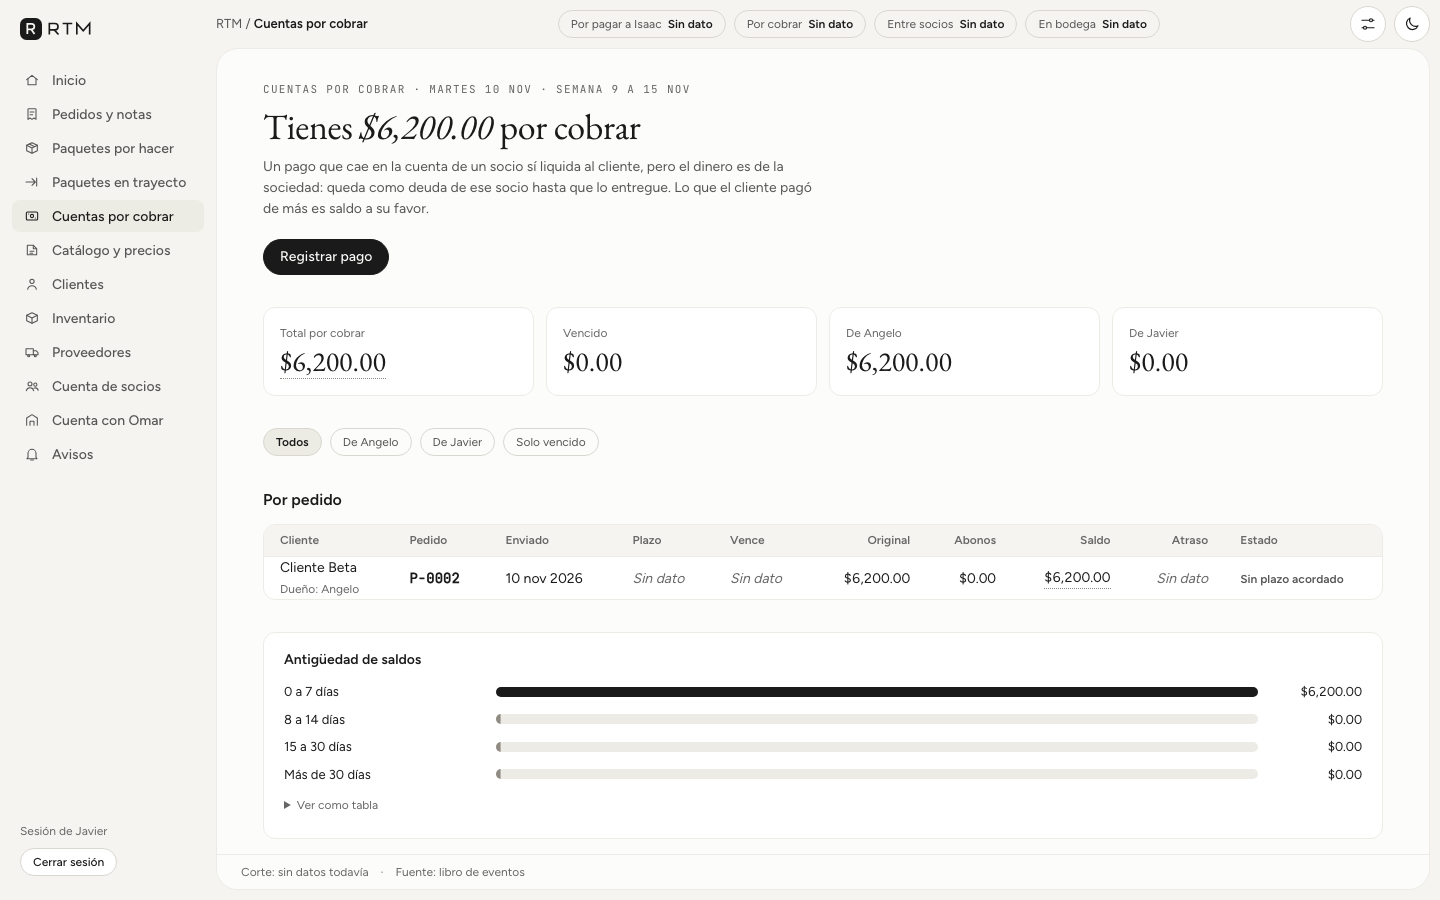 R RTM
RTM / Cuentas por cobrar
Por pagar a Isaac Sin dato
Por cobrar Sin dato
Entre socios Sin dato
En bodega Sin dato
Inicio
Pedidos y notas
Paquetes por hacer
Paquetes en trayecto
Cuentas por cobrar
Catálogo y precios
Clientes
Inventario
Proveedores
Cuenta de socios
Cuenta con Omar
Avisos
Sesión de Javier
Cerrar sesión
CUENTAS POR COBRAR · MARTES 10 NOV · SEMANA 9 A 15 NOV
Tienes $6,200.00 por cobrar
Un pago que cae en la cuenta de un socio sí liquida al cliente, pero el dinero es de la
sociedad: queda como deuda de ese socio hasta que lo entregue. Lo que el cliente pagó
de más es saldo a su favor.
Registrar pago
Total por cobrar
$6,200.00
Vencido
$0.00
De Angelo
$6,200.00
De Javier
$0.00
Todos De Angelo De Javier Solo vencido
Por pedido
Cliente Pedido Enviado Plazo Vence Original Abonos Saldo Atraso Estado
Cliente Beta
Dueño: Angelo
P-0002 10 nov 2026 Sin dato Sin dato $6,200.00 $0.00 $6,200.00 Sin dato Sin plazo acordado
Antigüedad de saldos
0 a 7 días $6,200.00
8 a 14 días $0.00
15 a 30 días $0.00
Más de 30 días $0.00
Ver como tabla
Corte: sin datos todavía · Fuente: libro de eventos